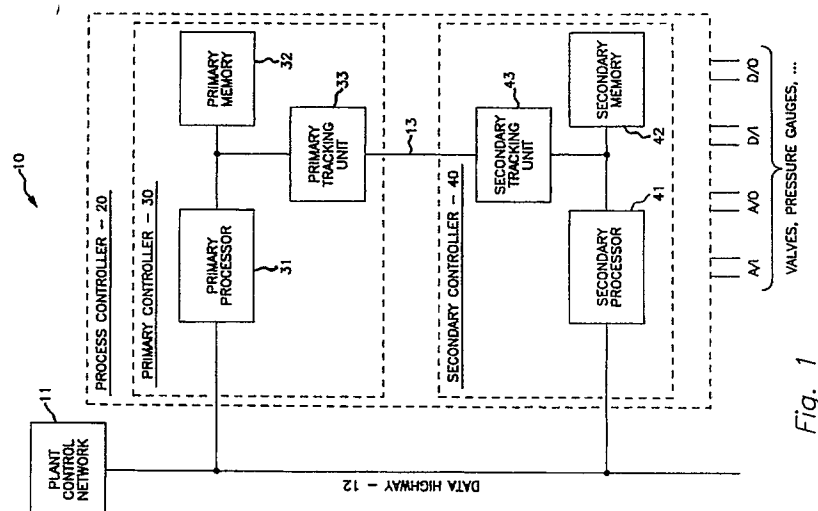 10
11
PLANT
CONTROL
NETWORK
DATA HIGHWAY – 12
PROCESS CONTROLLER – 20
PRIMARY CONTROLLER – 30
PRIMARY
PROCESSOR
31
PRIMARY
MEMORY
32
PRIMARY
TRACKING
UNIT
33
13
SECONDARY CONTROLLER – 40
SECONDARY
TRACKING
UNIT
43
SECONDARY
PROCESSOR
41
SECONDARY
MEMORY
42
A/I
A/O
D/I
D/O
VALVES, PRESSURE GAUGES, ...
Fig. 1